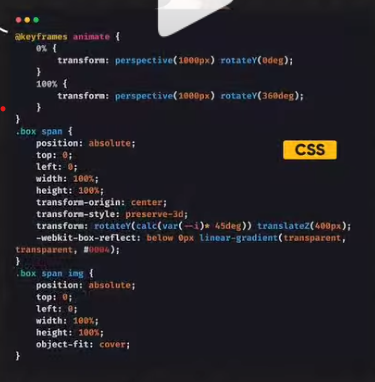 @keyframes animate {
0% {
transform: perspective(1000px) rotateY(0deg);
}
100% {
transform: perspective(1000px) rotateY(360deg);
}
}
.box span {
position: absolute;
top: 0;
left: 0;
width: 100%;
height: 100%;
transform-origin: center;
transform-style: preserve-3d;
transform: rotateY(calc(var(--i)* 45deg)) translateZ(400px);
-webkit-box-reflect: below 0px linear-gradient(transparent,
transparent, #0004);
}
.box span img {
position: absolute;
top: 0;
left: 0;
width: 100%;
height: 100%;
object-fit: cover;
}
CSS